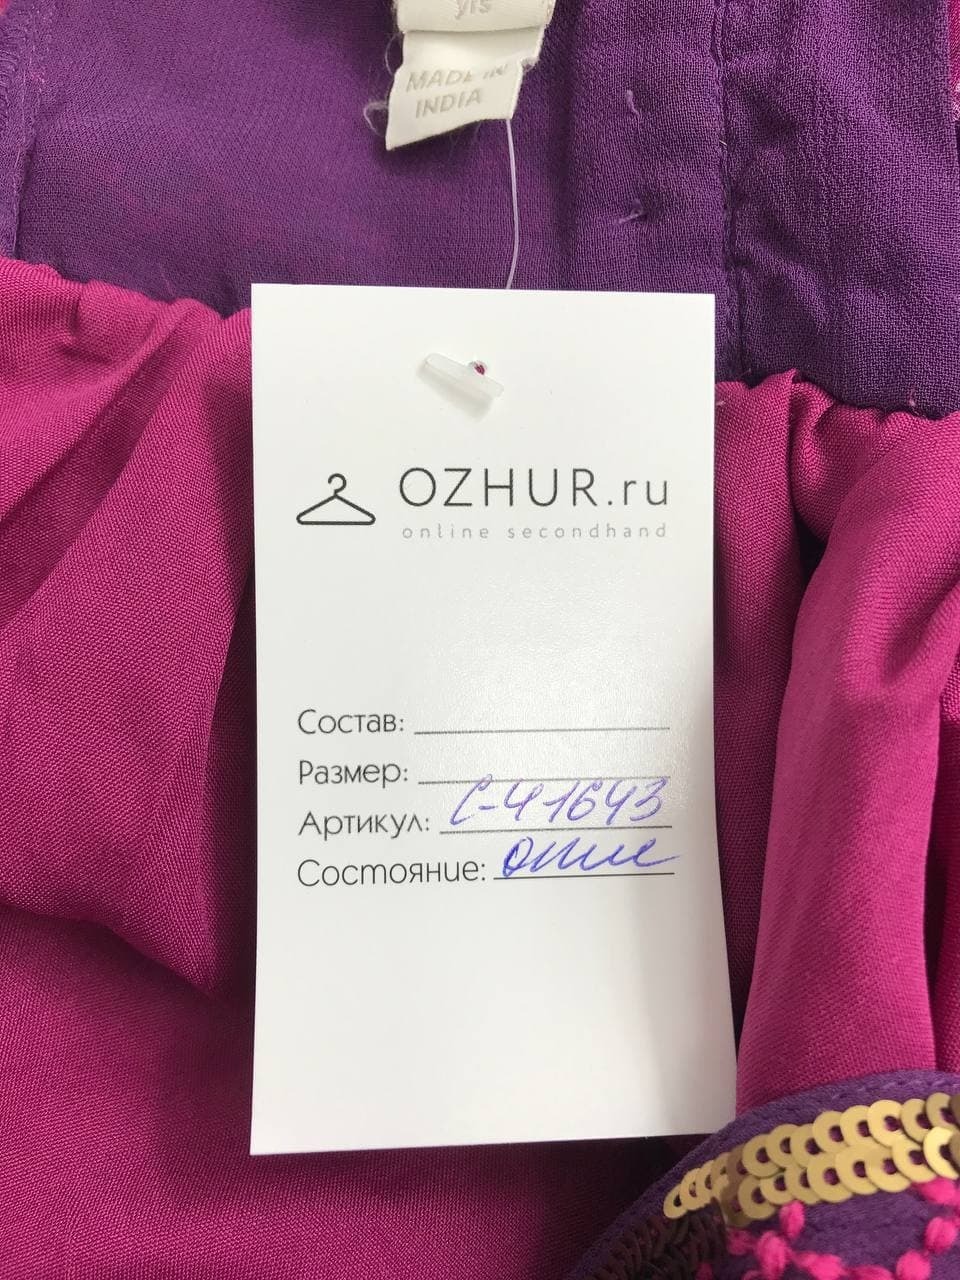 yrs
MADE IN
INDIA
OZHUR.ru
online secondhand
Состав:
Размер:
Артикул: С-41643
Состояние: отл